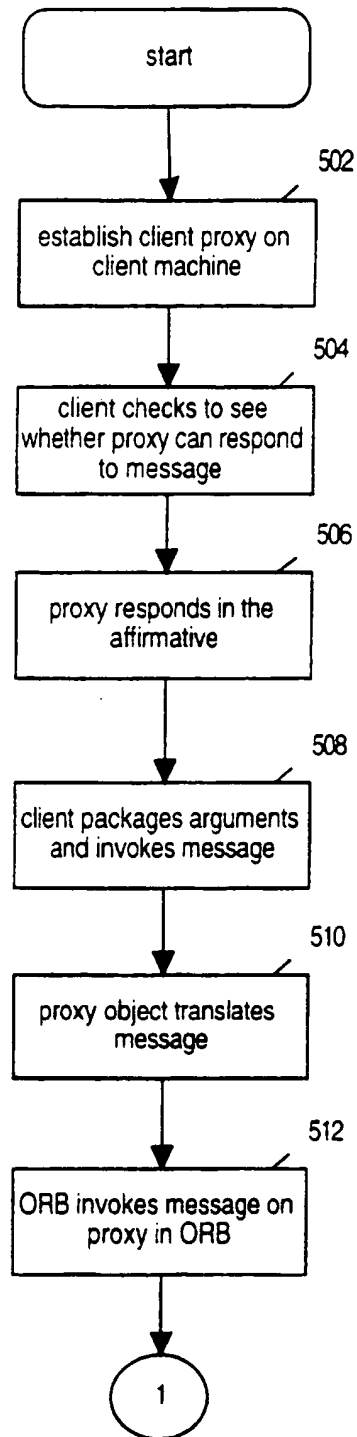 start
502
establish client proxy on
client machine
504
client checks to see
whether proxy can respond
to message
506
proxy responds in the
affirmative
508
client packages arguments
and invokes message
510
proxy object translates
message
512
ORB invokes message on
proxy in ORB
1